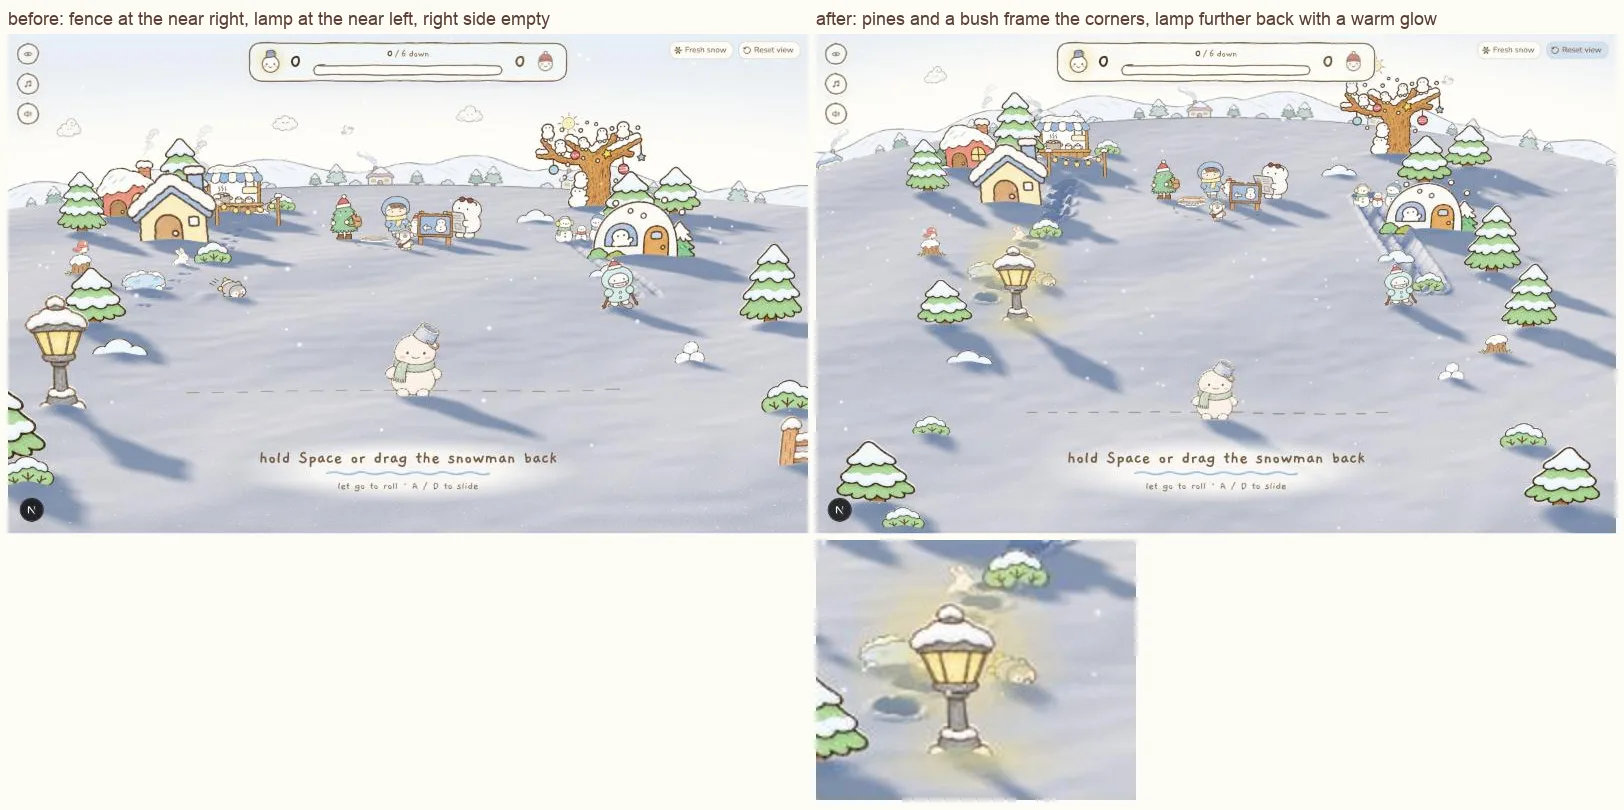 before: fence at the near right, lamp at the near left, right side empty
0
0 / 6 down
0
Fresh snow
Reset view
hold Space or drag the snowman back
let go to roll · A / D to slide
N
after: pines and a bush frame the corners, lamp further back with a warm glow
0
0 / 6 down
0
Fresh snow
Reset view
hold Space or drag the snowman back
let go to roll · A / D to slide
N